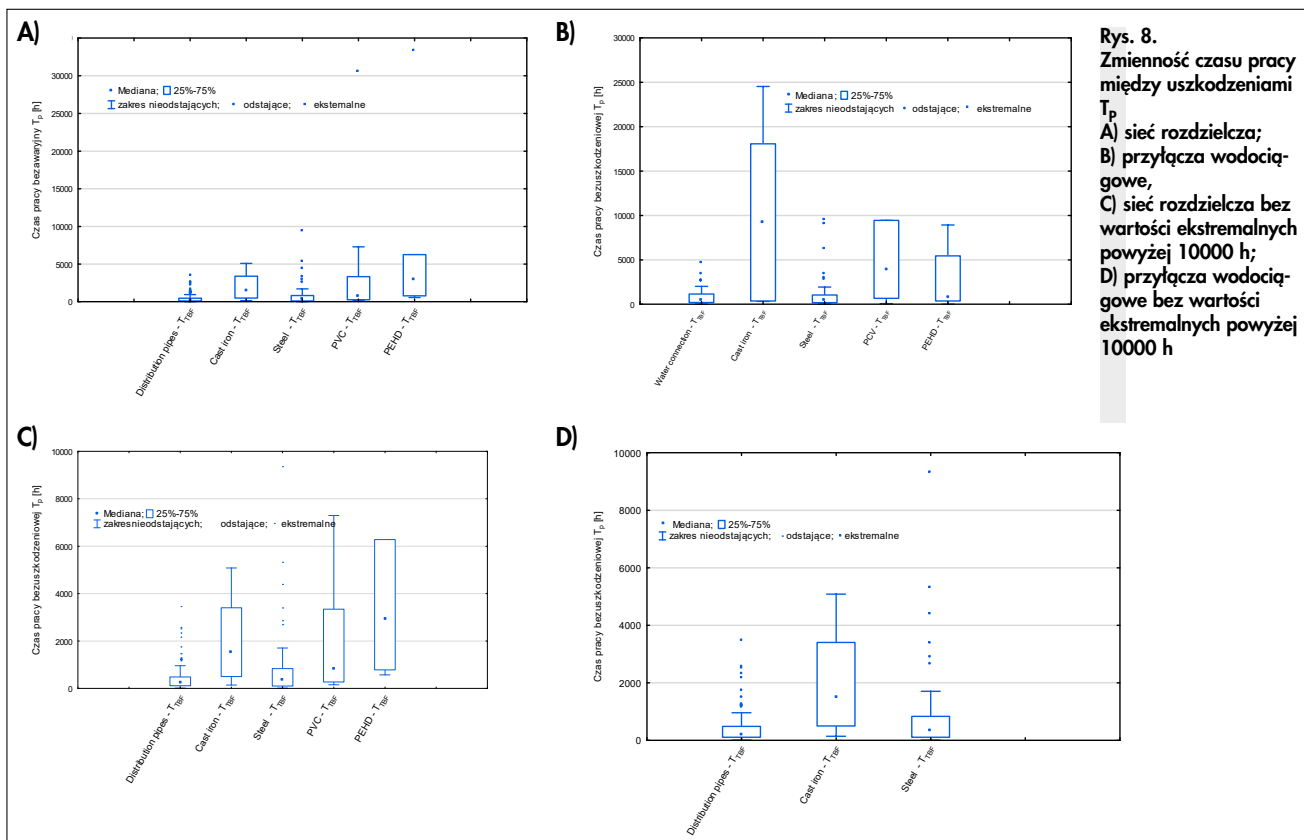 A)
35000
30000
25000
20000
15000
10000
5000
0
Czas pracy bezawaryjny Tp [h]
Mediana; 25%-75%
zakres nieodstających; odstające; ekstemalne
Distribution pipes - TTBF
Cast iron - TTBF
Steel - TTBF
PVC - TTBF
PEHD - TTBF
B)
30000
25000
20000
15000
10000
5000
0
Czas pracy bezuszkodzeniowej Tp [h]
Mediana; 25%-75%
zakres nieodstających odstające; ekstremalne
Water connection - TTBF
Cast iron - TTBF
Steel - TTBF
PCV - TTBF
PEHD - TTBF
Rys. 8.
Zmienność czasu pracy
między uszkodzeniami
Tp
A) sieć rozdzielcza;
B) przyłącza wodocią-
gowe,
C) sieć rozdzielcza bez
wartości ekstremalnych
powyżej 10000 h;
D) przyłącza wodocią-
gowe bez wartości
ekstremalnych powyżej
10000 h
C)
10000
8000
6000
4000
2000
0
Czas pracy bezuszkodzeniowej Tp [h]
Mediana; 25%-75%
zakresnieodstających; odstające; ekstremalne
Distribution pipes - TTBF
Cast iron - TTBF
Steel - TTBF
PVC - TTBF
PEHD - TTBF
D)
10000
8000
6000
4000
2000
0
Czas pracy bezuszkodzeniowej Tp [h]
Mediana; 25%-75%
zakres nieodstających; odstające; ekstremalne
Distribution pipes - TTBF
Cast iron - TTBF
Steel - TTBF